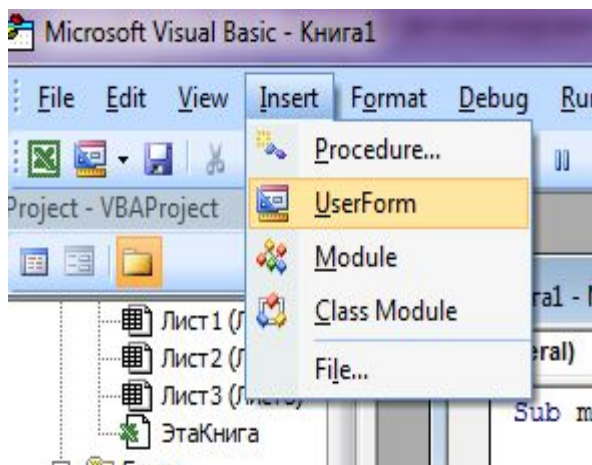 Microsoft Visual Basic - Книга1
File Edit View Insert Format Debug
Procedure...
Project - VBAProject
UserForm
Module
Class Module
Лист1
Лист2
File...
Лист3
Sub
ЭтаКнига